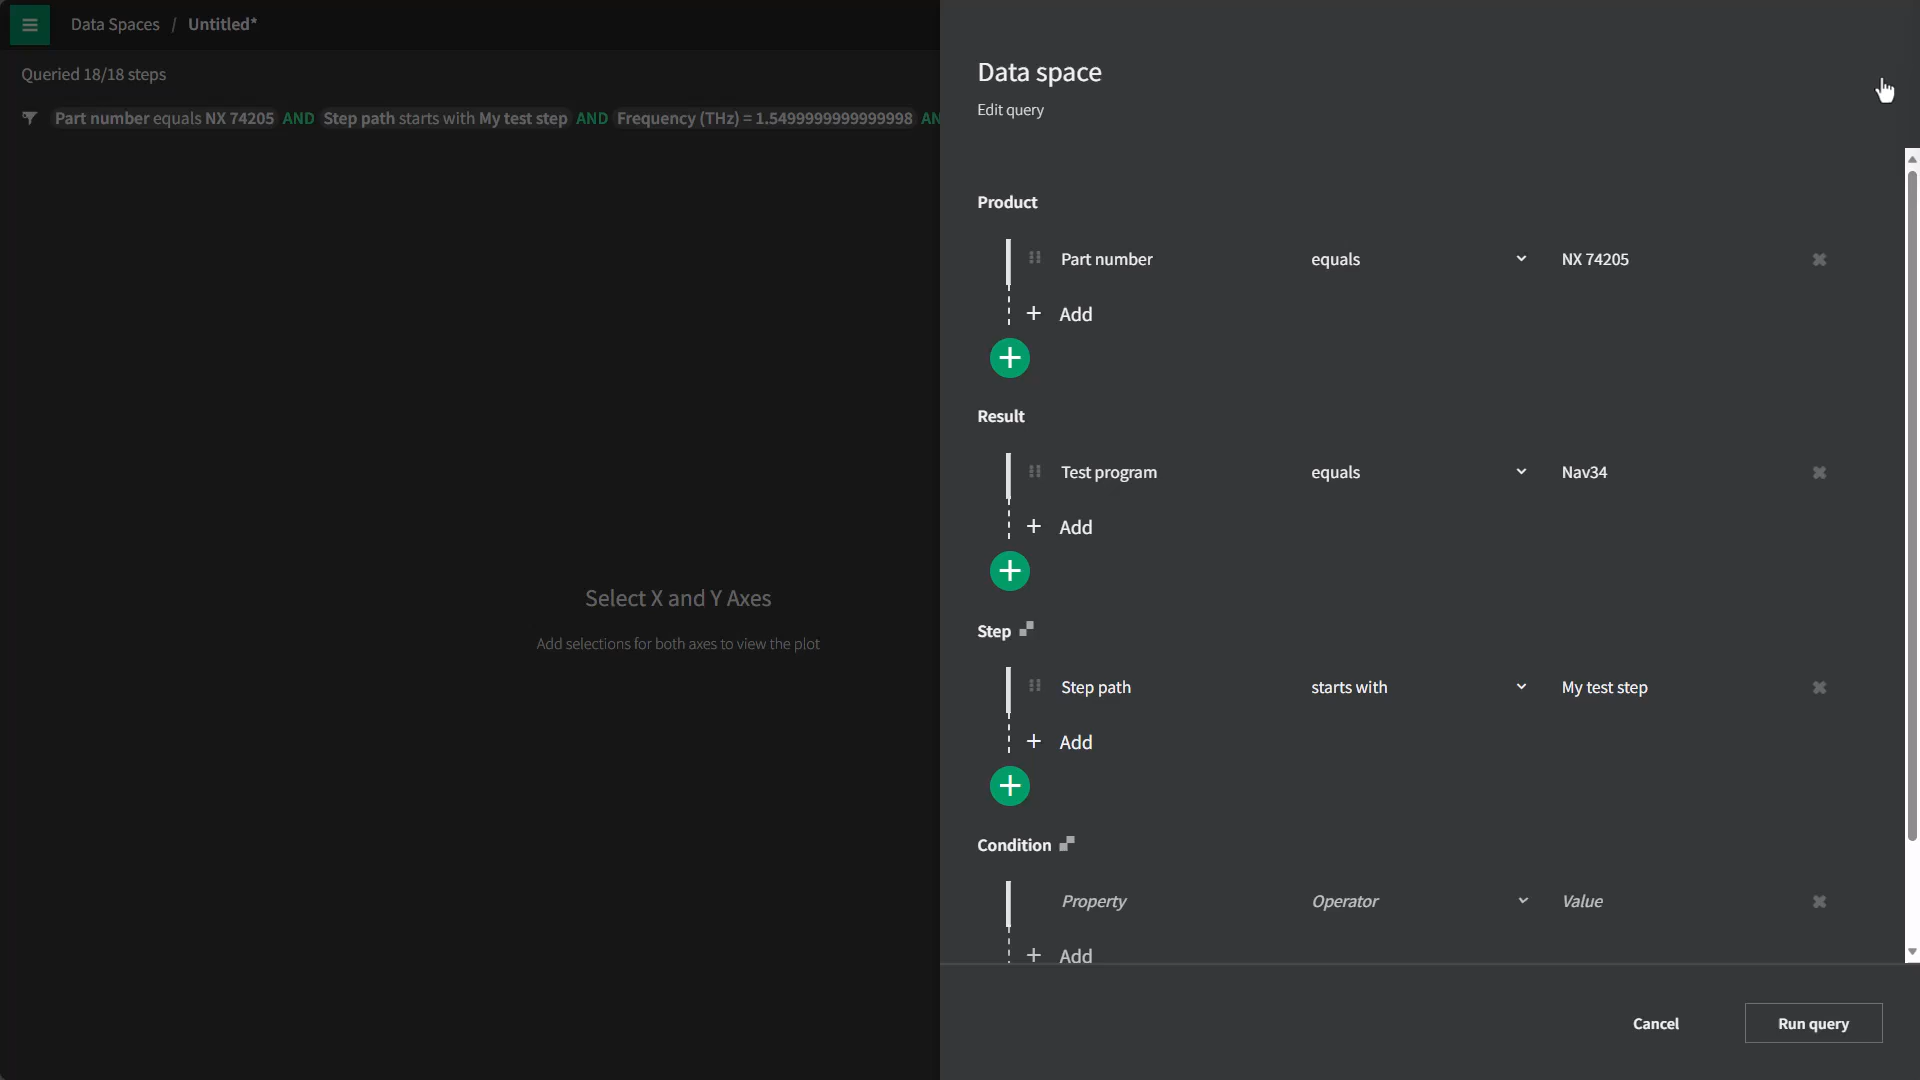 Data Spaces / Untitled*
Queried 18/18 steps
Part number equals NX 74205 AND Step path starts with My test step AND Frequency (THz) = 1.5499999999999998 AN
Select X and Y Axes
Add selections for both axes to view the plot
Data space
Edit query
Product
Part number equals NX 74205
+ Add
Result
Test program equals Nav34
+ Add
Step
Step path starts with My test step
+ Add
Condition
Property Operator Value
+ Add
Cancel Run query